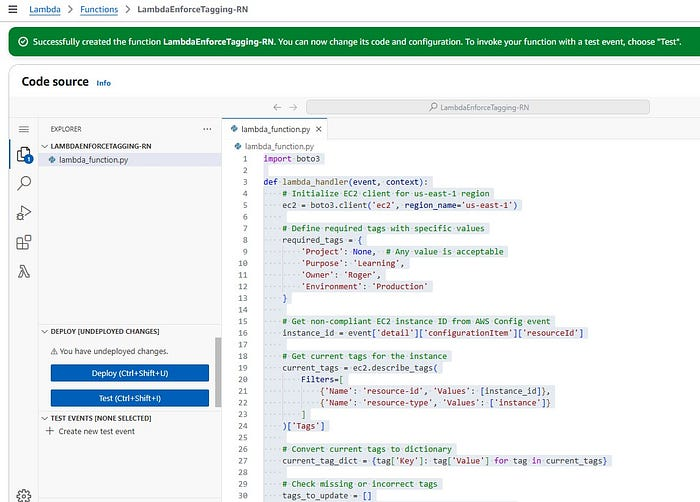 Lambda > Functions > LambdaEnforceTagging-RN
Successfully created the function LambdaEnforceTagging-RN. You can now change its code and configuration. To invoke your function with a test event, choose "Test".
Code source Info
LambdaEnforceTagging-RN
EXPLORER
LAMBDAENFORCETAGGING-RN
lambda_function.py
1
DEPLOY [UNDEPLOYED CHANGES]
You have undeployed changes.
Deploy (Ctrl+Shift+U)
Test (Ctrl+Shift+I)
TEST EVENTS [NONE SELECTED]
Create new test event
lambda_function.py
lambda_function.py
1 import boto3
2
3 def lambda_handler(event, context):
4 # Initialize EC2 client for us-east-1 region
5 ec2 = boto3.client('ec2', region_name='us-east-1')
6
7 # Define required tags with specific values
8 required_tags = {
9 'Project': None, # Any value is acceptable
10 'Purpose': 'Learning',
11 'Owner': 'Roger',
12 'Environment': 'Production'
13 }
14
15 # Get non-compliant EC2 instance ID from AWS Config event
16 instance_id = event['detail']['configurationItem']['resourceId']
17
18 # Get current tags for the instance
19 current_tags = ec2.describe_tags(
20 Filters=[
21 {'Name': 'resource-id', 'Values': [instance_id]},
22 {'Name': 'resource-type', 'Values': ['instance']}
23 ]
24 )['Tags']
25
26 # Convert current tags to dictionary
27 current_tag_dict = {tag['Key']: tag['Value'] for tag in current_tags}
28
29 # Check missing or incorrect tags
30 tags_to_update = []